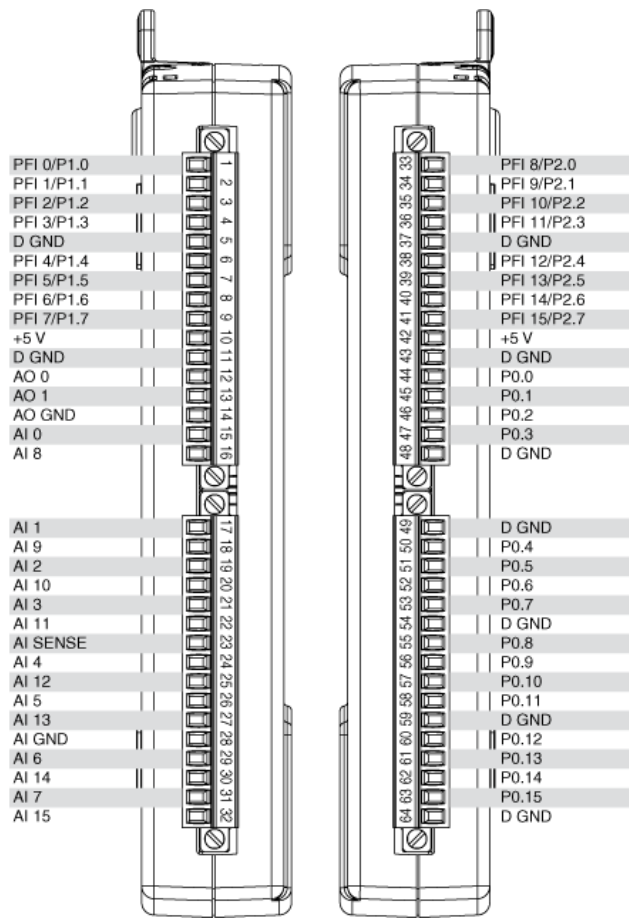 PFI 0/P1.0 1
PFI 1/P1.1 2
PFI 2/P1.2 3
PFI 3/P1.3 4
D GND 5
PFI 4/P1.4 6
PFI 5/P1.5 7
PFI 6/P1.6 8
PFI 7/P1.7 9
+5 V 10
D GND 11
AO 0 12
AO 1 13
AO GND 14
AI 0 15
AI 8 16
AI 1 17
AI 9 18
AI 2 19
AI 10 20
AI 3 21
AI 11 22
AI SENSE 23
AI 4 24
AI 12 25
AI 5 26
AI 13 27
AI GND 28
AI 6 29
AI 14 30
AI 7 31
AI 15 32
33 PFI 8/P2.0
34 PFI 9/P2.1
35 PFI 10/P2.2
36 PFI 11/P2.3
37 D GND
38 PFI 12/P2.4
39 PFI 13/P2.5
40 PFI 14/P2.6
41 PFI 15/P2.7
42 +5 V
43 D GND
44 P0.0
45 P0.1
46 P0.2
47 P0.3
48 D GND
49 D GND
50 P0.4
51 P0.5
52 P0.6
53 P0.7
54 D GND
55 P0.8
56 P0.9
57 P0.10
58 P0.11
59 D GND
60 P0.12
61 P0.13
62 P0.14
63 P0.15
64 D GND